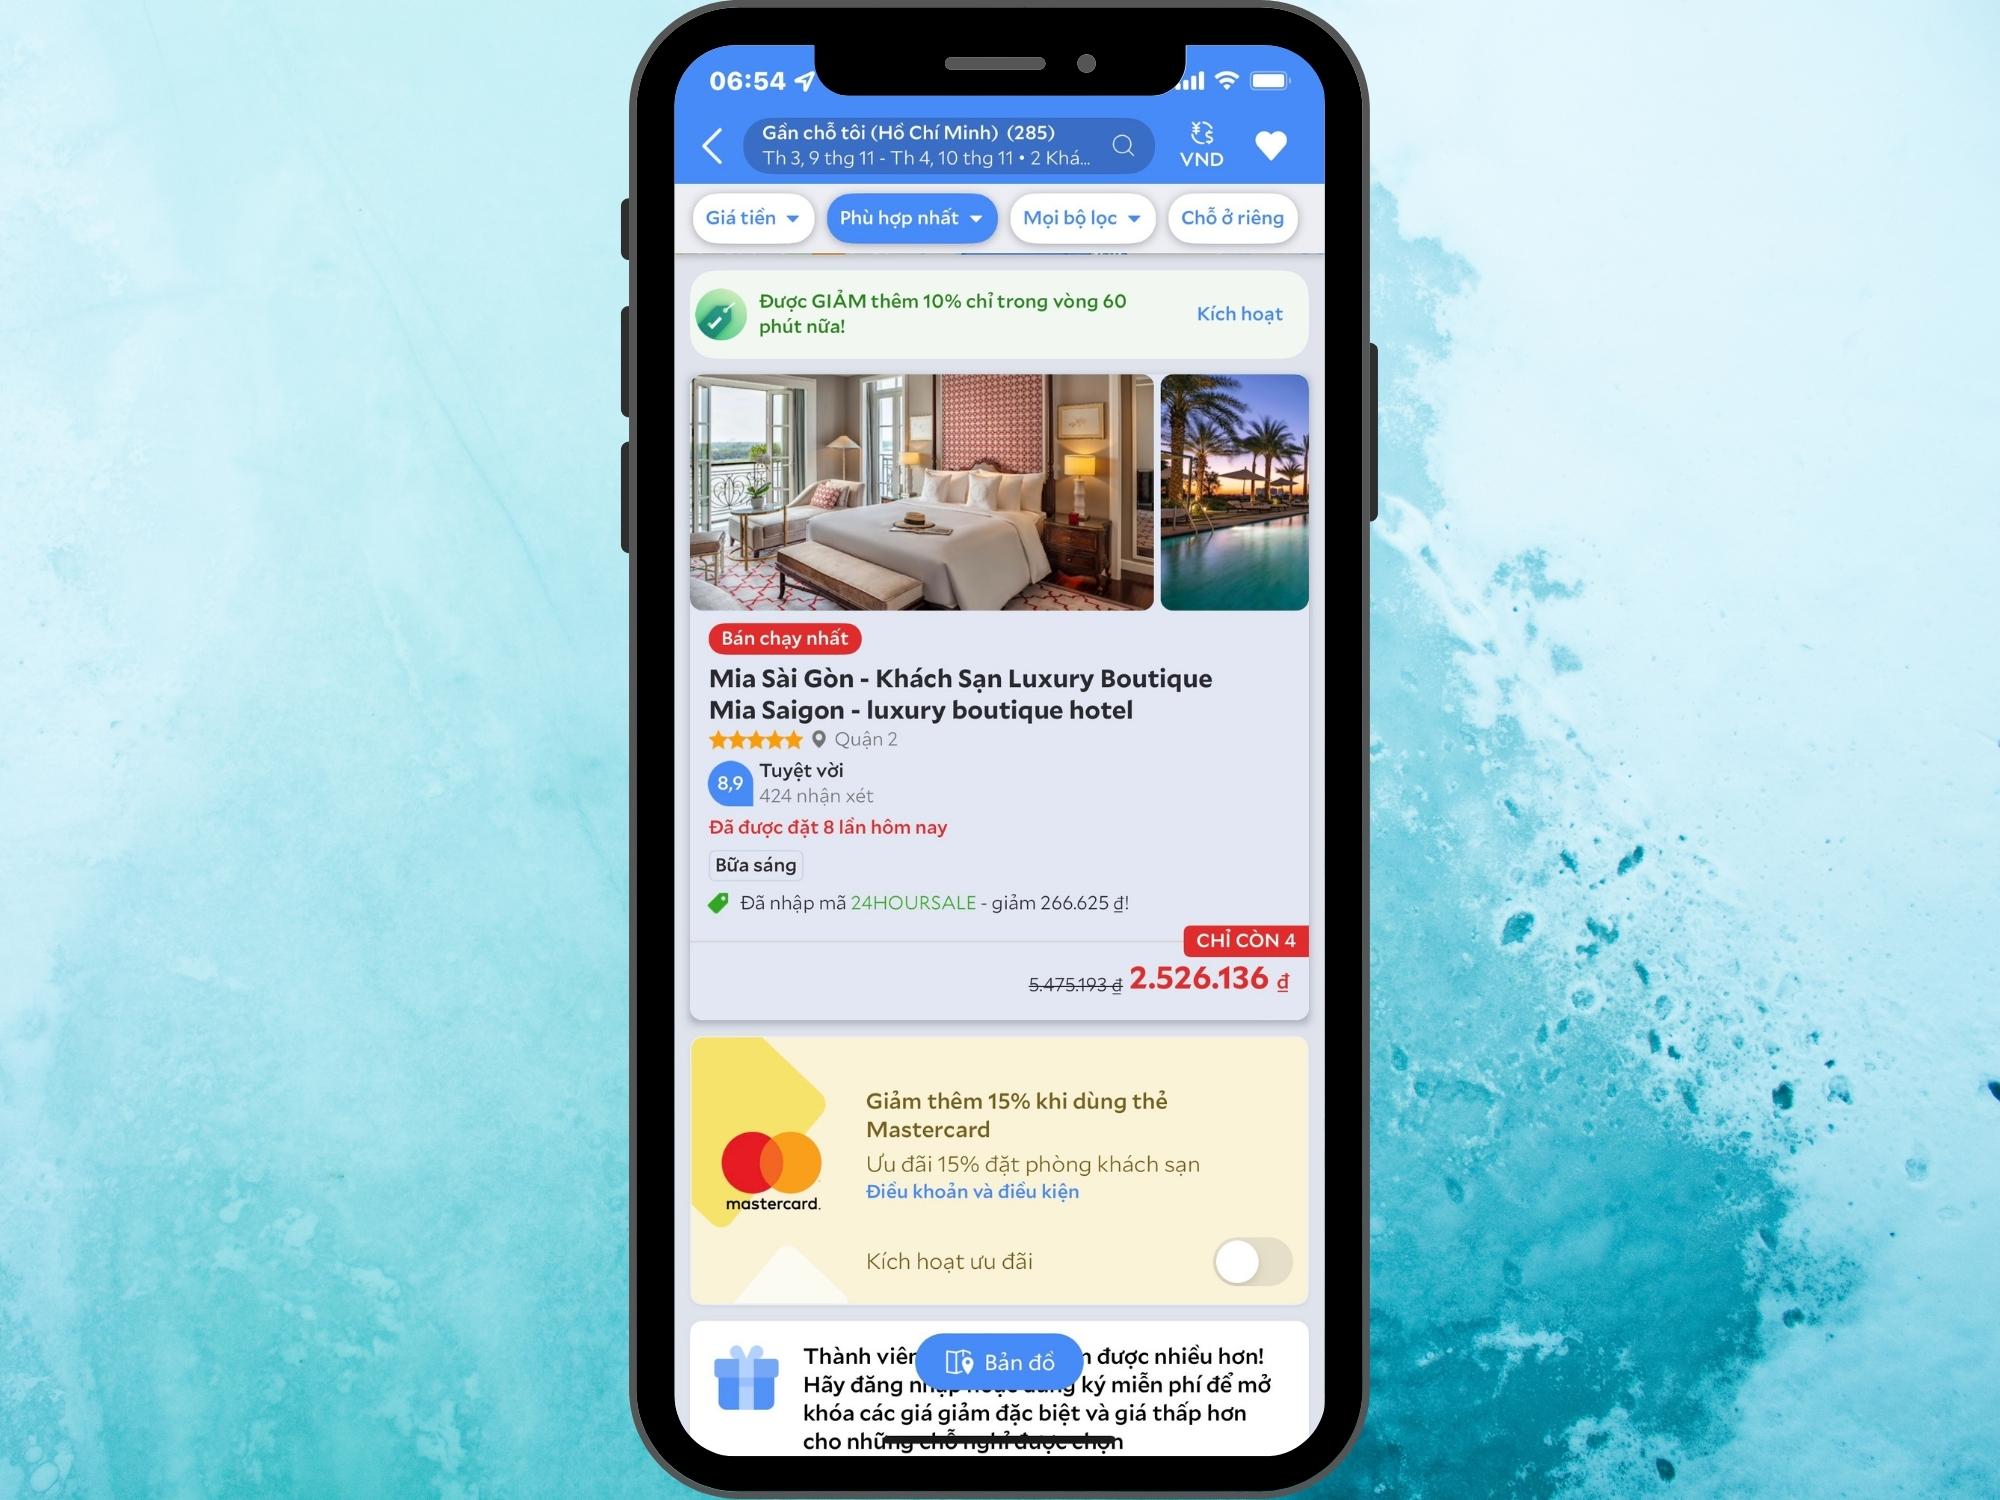 06:54
Gần chỗ tôi (Hồ Chí Minh) (285)
Th 3, 9 thg 11 - Th 4, 10 thg 11 • 2 Khá...
VND
Giá tiền
Phù hợp nhất
Mọi bộ lọc
Chỗ ở riêng
Được GIẢM thêm 10% chỉ trong vòng 60
phút nữa!
Kích hoạt
Bán chạy nhất
Mia Sài Gòn - Khách Sạn Luxury Boutique
Mia Saigon - luxury boutique hotel
Quận 2
8,9
Tuyệt vời
424 nhận xét
Đã được đặt 8 lần hôm nay
Bữa sáng
Đã nhập mã 24HOURSALE - giảm 266.625 ₫!
CHỈ CÒN 4
5.475.193 ₫ 2.526.136 ₫
mastercard.
Giảm thêm 15% khi dùng thẻ
Mastercard
Ưu đãi 15% đặt phòng khách sạn
Điều khoản và điều kiện
Kích hoạt ưu đãi
Bản đồ
Thành viên được nhiều hơn!
Hãy đăng ký miễn phí để mở
khóa các giá giảm đặc biệt và giá thấp hơn
cho những chỗ nghỉ được chọn